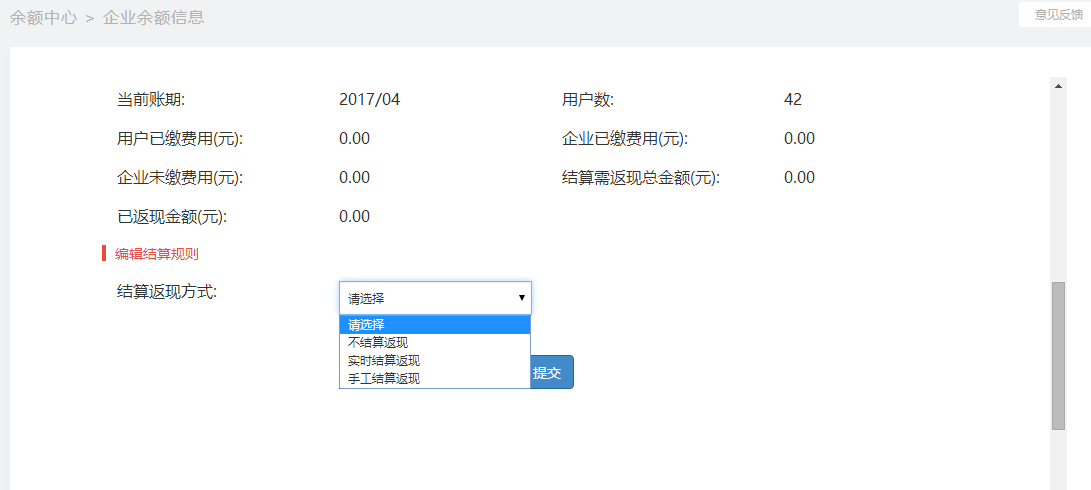 余额中心 > 企业余额信息
意见反馈
当前账期: 2017/04 用户数: 42
用户已缴费用(元): 0.00 企业已缴费用(元): 0.00
企业未缴费用(元): 0.00 结算需返现总金额(元): 0.00
已返现金额(元): 0.00
编辑结算规则
结算返现方式: 请选择
请选择
不结算返现
实时结算返现
手工结算返现
提交